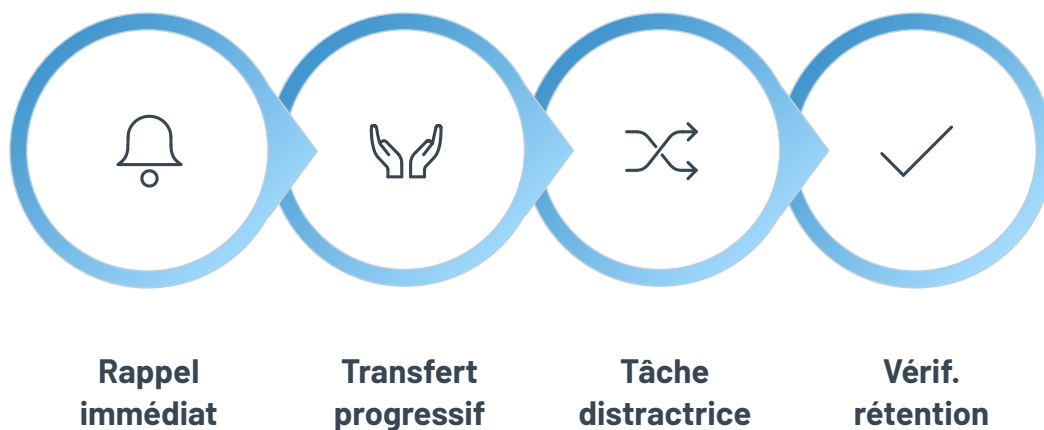 Rappel
immédiat
Transfert
progressif
Tâche
distractrice
Vérif.
rétention